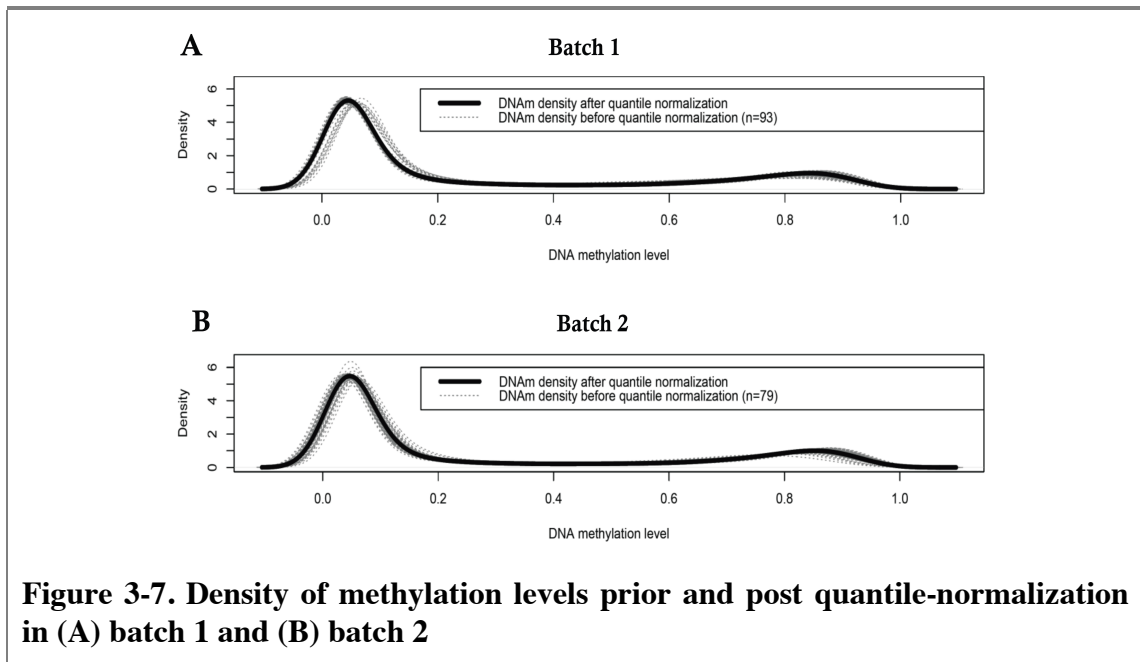 A
Batch 1
DNAm density after quantile normalization
DNAm density before quantile normalization (n=93)
Density
6
4
2
0
0.0 0.2 0.4 0.6 0.8 1.0
DNA methylation level
B
Batch 2
DNAm density after quantile normalization
DNAm density before quantile normalization (n=79)
Density
6
4
2
0
0.0 0.2 0.4 0.6 0.8 1.0
DNA methylation level
Figure 3-7. Density of methylation levels prior and post quantile-normalization
in (A) batch 1 and (B) batch 2